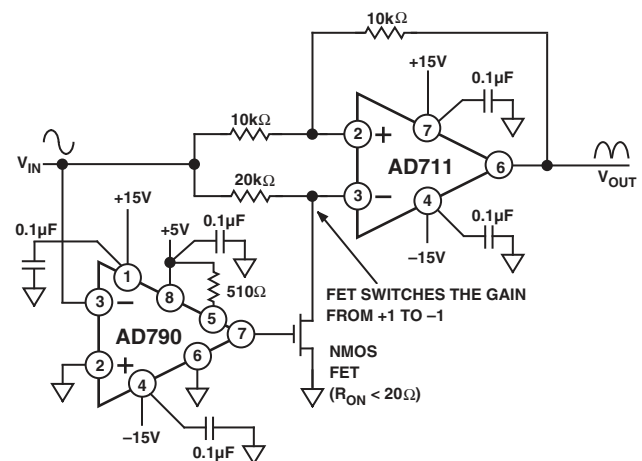 10kΩ
+15V
0.1µF
10kΩ
2
+
7
V_IN
AD711
6
20kΩ
3
–
4
V_OUT
+15V
0.1µF
+5V
0.1µF
0.1µF
–15V
1
8
510Ω
FET SWITCHES THE GAIN
FROM +1 TO –1
3
–
5
AD790
7
2
+
6
NMOS
FET
(R_ON < 20Ω)
4
–15V
0.1µF